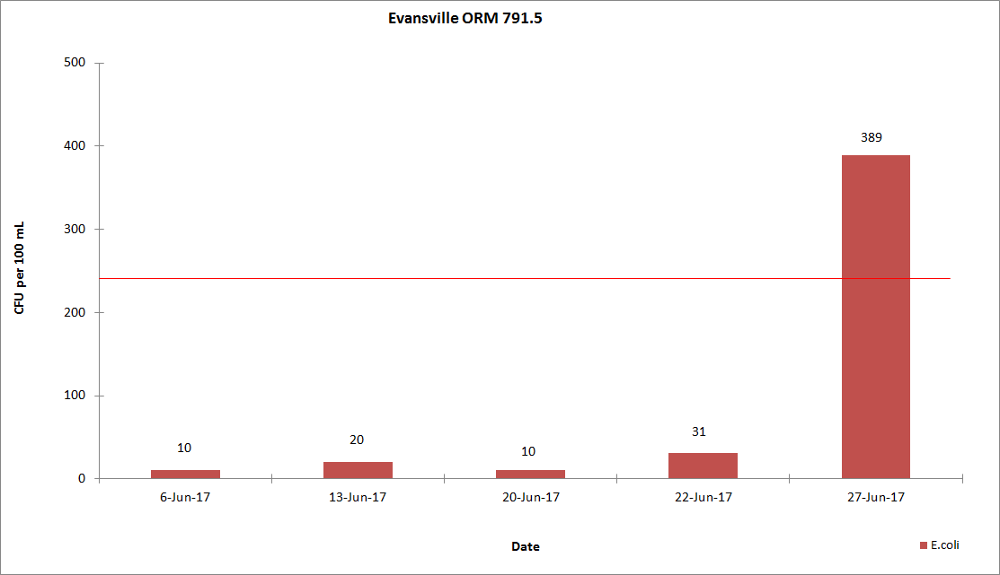 Evansville ORM 791.5
500
400
300
200
100
0
CFU per 100 mL
10
20
10
31
389
6-Jun-17
13-Jun-17
20-Jun-17
22-Jun-17
27-Jun-17
Date
E.coli